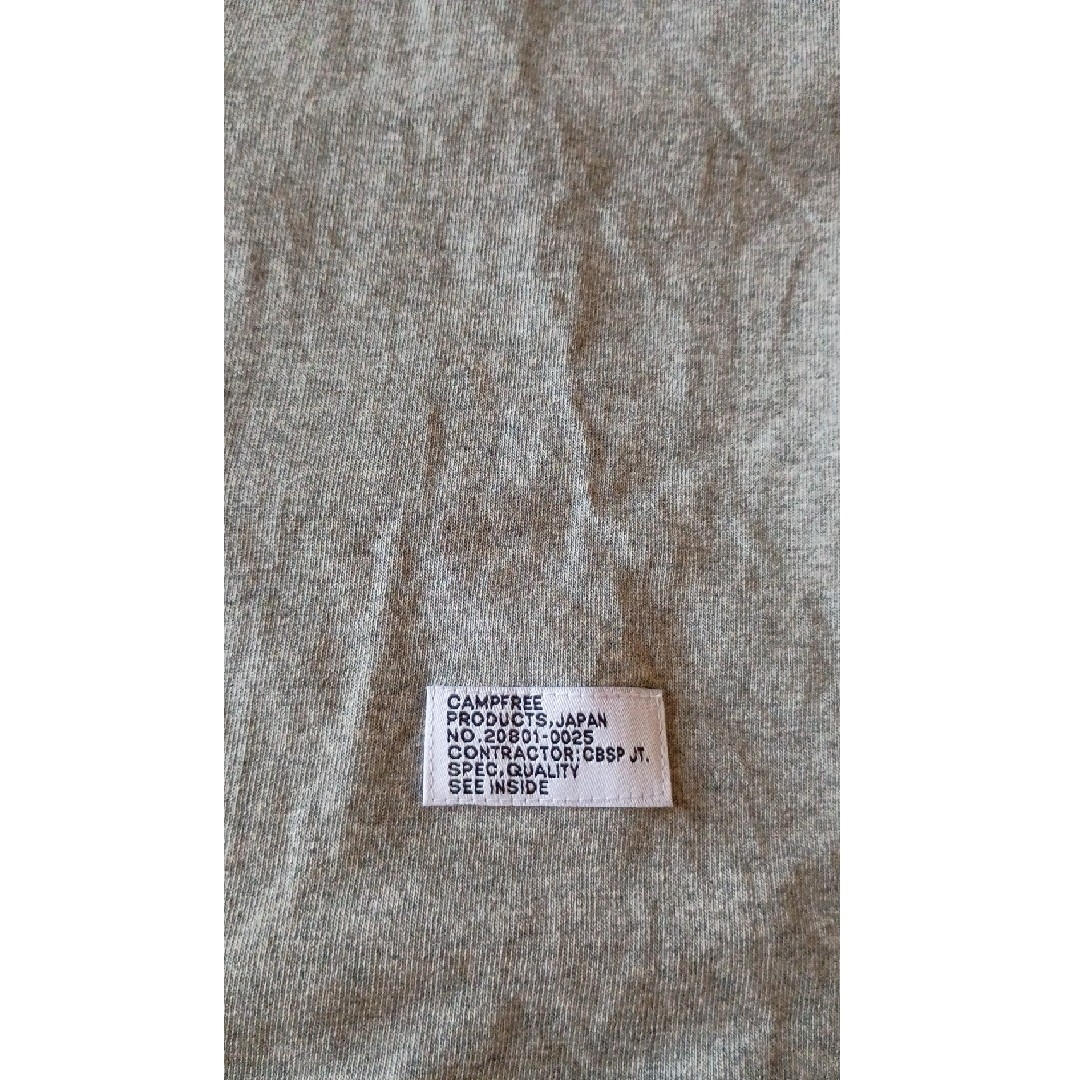 CAMPFREE
PRODUCTS,JAPAN
NO.20801-0025
CONTRACTOR:CBSP JT.
SPEC,QUALITY
SEE INSIDE